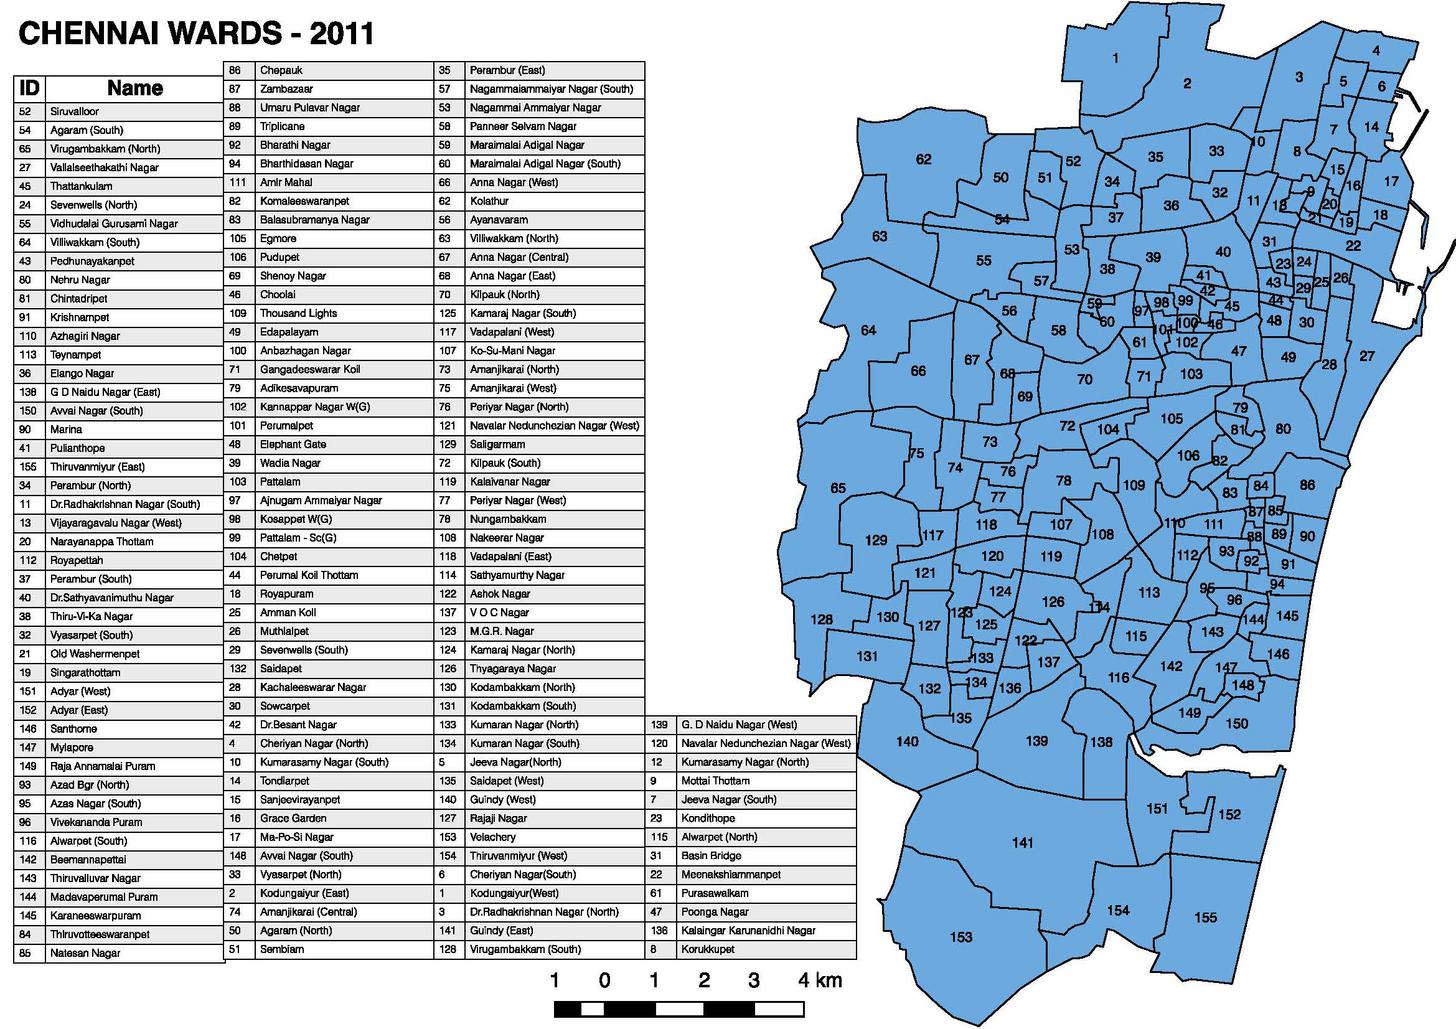 CHENNAI WARDS - 2011
ID Name
52 Siruvalloor
54 Agaram (South)
65 Virugambakkam (North)
27 Vallalseethakathi Nagar
45 Thattankulam
24 Sevenwells (North)
55 Vidhudalai Gurusami Nagar
64 Villiwakkam (South)
43 Pedhunayakanpet
80 Nehru Nagar
81 Chintadripet
91 Krishnampet
110 Azhagiri Nagar
113 Teynampet
36 Elango Nagar
138 G D Naidu Nagar (East)
150 Avvai Nagar (South)
90 Marina
41 Pulianthope
155 Thiruvanmiyur (East)
34 Perambur (North)
11 Dr.Radhakrishnan Nagar (South)
13 Vijayaragavalu Nagar (West)
20 Narayanappa Thottam
112 Royapettah
37 Perambur (South)
40 Dr.Sathyavanimuthu Nagar
38 Thiru-Vi-Ka Nagar
32 Vyasarpet (South)
21 Old Washermenpet
19 Singarathottam
151 Adyar (West)
152 Adyar (East)
146 Santhome
147 Mylapore
149 Raja Annamalai Puram
93 Azad Bgr (North)
95 Azas Nagar (South)
96 Vivekananda Puram
116 Alwarpet (South)
142 Beemannapettai
143 Thiruvalluvar Nagar
144 Madavaperumal Puram
145 Karaneeswarpuram
84 Thiruvotteeswaranpet
85 Natesan Nagar
86 Chepauk
87 Zambazaar
88 Umaru Pulavar Nagar
89 Triplicane
92 Bharathi Nagar
94 Bharthidasan Nagar
111 Amir Mahal
82 Komaleeswaranpet
83 Balasubramanya Nagar
105 Egmore
106 Pudupet
69 Shenoy Nagar
46 Choolai
109 Thousand Lights
49 Edapalayam
100 Anbazhagan Nagar
71 Gangadeeswarar Koil
79 Adikesavapuram
102 Kannappar Nagar W(G)
101 Perumalpet
48 Elephant Gate
39 Wadia Nagar
103 Pattalam
97 Ajnugam Ammaiyar Nagar
98 Kosappet W(G)
99 Pattalam - Sc(G)
104 Chetpet
44 Perumal Koil Thottam
18 Royapuram
25 Amman Koil
26 Muthialpet
29 Sevenwells (South)
132 Saidapet
28 Kachaleeswarar Nagar
30 Sowcarpet
42 Dr.Besant Nagar
4 Cheriyan Nagar (North)
10 Kumarasamy Nagar (South)
14 Tondiarpet
15 Sanjeevirayanpet
16 Grace Garden
17 Ma-Po-Si Nagar
148 Avvai Nagar (South)
33 Vyasarpet (North)
2 Kodungaiyur (East)
74 Amanjikarai (Central)
50 Agaram (North)
51 Sembiam
35 Perambur (East)
57 Nagammaiammaiyar Nagar (South)
53 Nagammai Ammaiyar Nagar
58 Panneer Selvam Nagar
59 Maraimalai Adigal Nagar
60 Maraimalai Adigal Nagar (South)
66 Anna Nagar (West)
62 Kolathur
56 Ayanavaram
63 Villiwakkam (North)
67 Anna Nagar (Central)
68 Anna Nagar (East)
70 Kilpauk (North)
125 Kamaraj Nagar (South)
117 Vadapalani (West)
107 Ko-Su-Mani Nagar
73 Amanjikarai (North)
75 Amanjikarai (West)
76 Periyar Nagar (North)
121 Navalar Nedunchezian Nagar (West)
129 Saligarmam
72 Kilpauk (South)
119 Kalaivanar Nagar
77 Periyar Nagar (West)
78 Nungambakkam
108 Nakeerar Nagar
118 Vadapalani (East)
114 Sathyamurthy Nagar
122 Ashok Nagar
137 V O C Nagar
123 M.G.R. Nagar
124 Kamaraj Nagar (North)
126 Thyagaraya Nagar
130 Kodambakkam (North)
131 Kodambakkam (South)
133 Kumaran Nagar (North)
134 Kumaran Nagar (South)
5 Jeeva Nagar(North)
135 Saidapet (West)
140 Guindy (West)
127 Rajaji Nagar
153 Velachery
154 Thiruvanmiyur (West)
6 Cheriyan Nagar(South)
1 Kodungaiyur(West)
3 Dr.Radhakrishnan Nagar (North)
141 Guindy (East)
128 Virugambakkam (South)
139 G. D Naidu Nagar (West)
120 Navalar Nedunchezian Nagar (West)
12 Kumarasamy Nagar (North)
9 Mottai Thottam
7 Jeeva Nagar (South)
23 Kondithope
115 Alwarpet (North)
31 Basin Bridge
22 Meenakshiammanpet
61 Purasawalkam
47 Poonga Nagar
136 Kalaingar Karunanidhi Nagar
8 Korukkupet
1 0 1 2 3 4 km
1 2 3 4
5 6
7 14
62 50 51 52 34 35 33 10 8 15 16 17
36 32 11 13 9 20 21 19 18
63 54 37 22
55 57 53 38 39 40 31 23 24 25 26
41 42 43 29
64 56 58 59 60 97 98 99 45 44
101 100 46 48 30
66 67 68 69 70 61 102 71 103 47 49 28 27
72 104 105 79 81 80
75 74 73 76 77 78 109 106 82 83 84 86
65 129 117 118 107 108 110 111 87 85 88 89 90
121 120 119 112 93 92 91
128 130 127 123 124 125 126 114 113 95 96 94 145
131 133 122 137 115 143 144 146
132 134 136 116 142 147 148
140 135 139 138 149 150
141 151 152
153 154 155